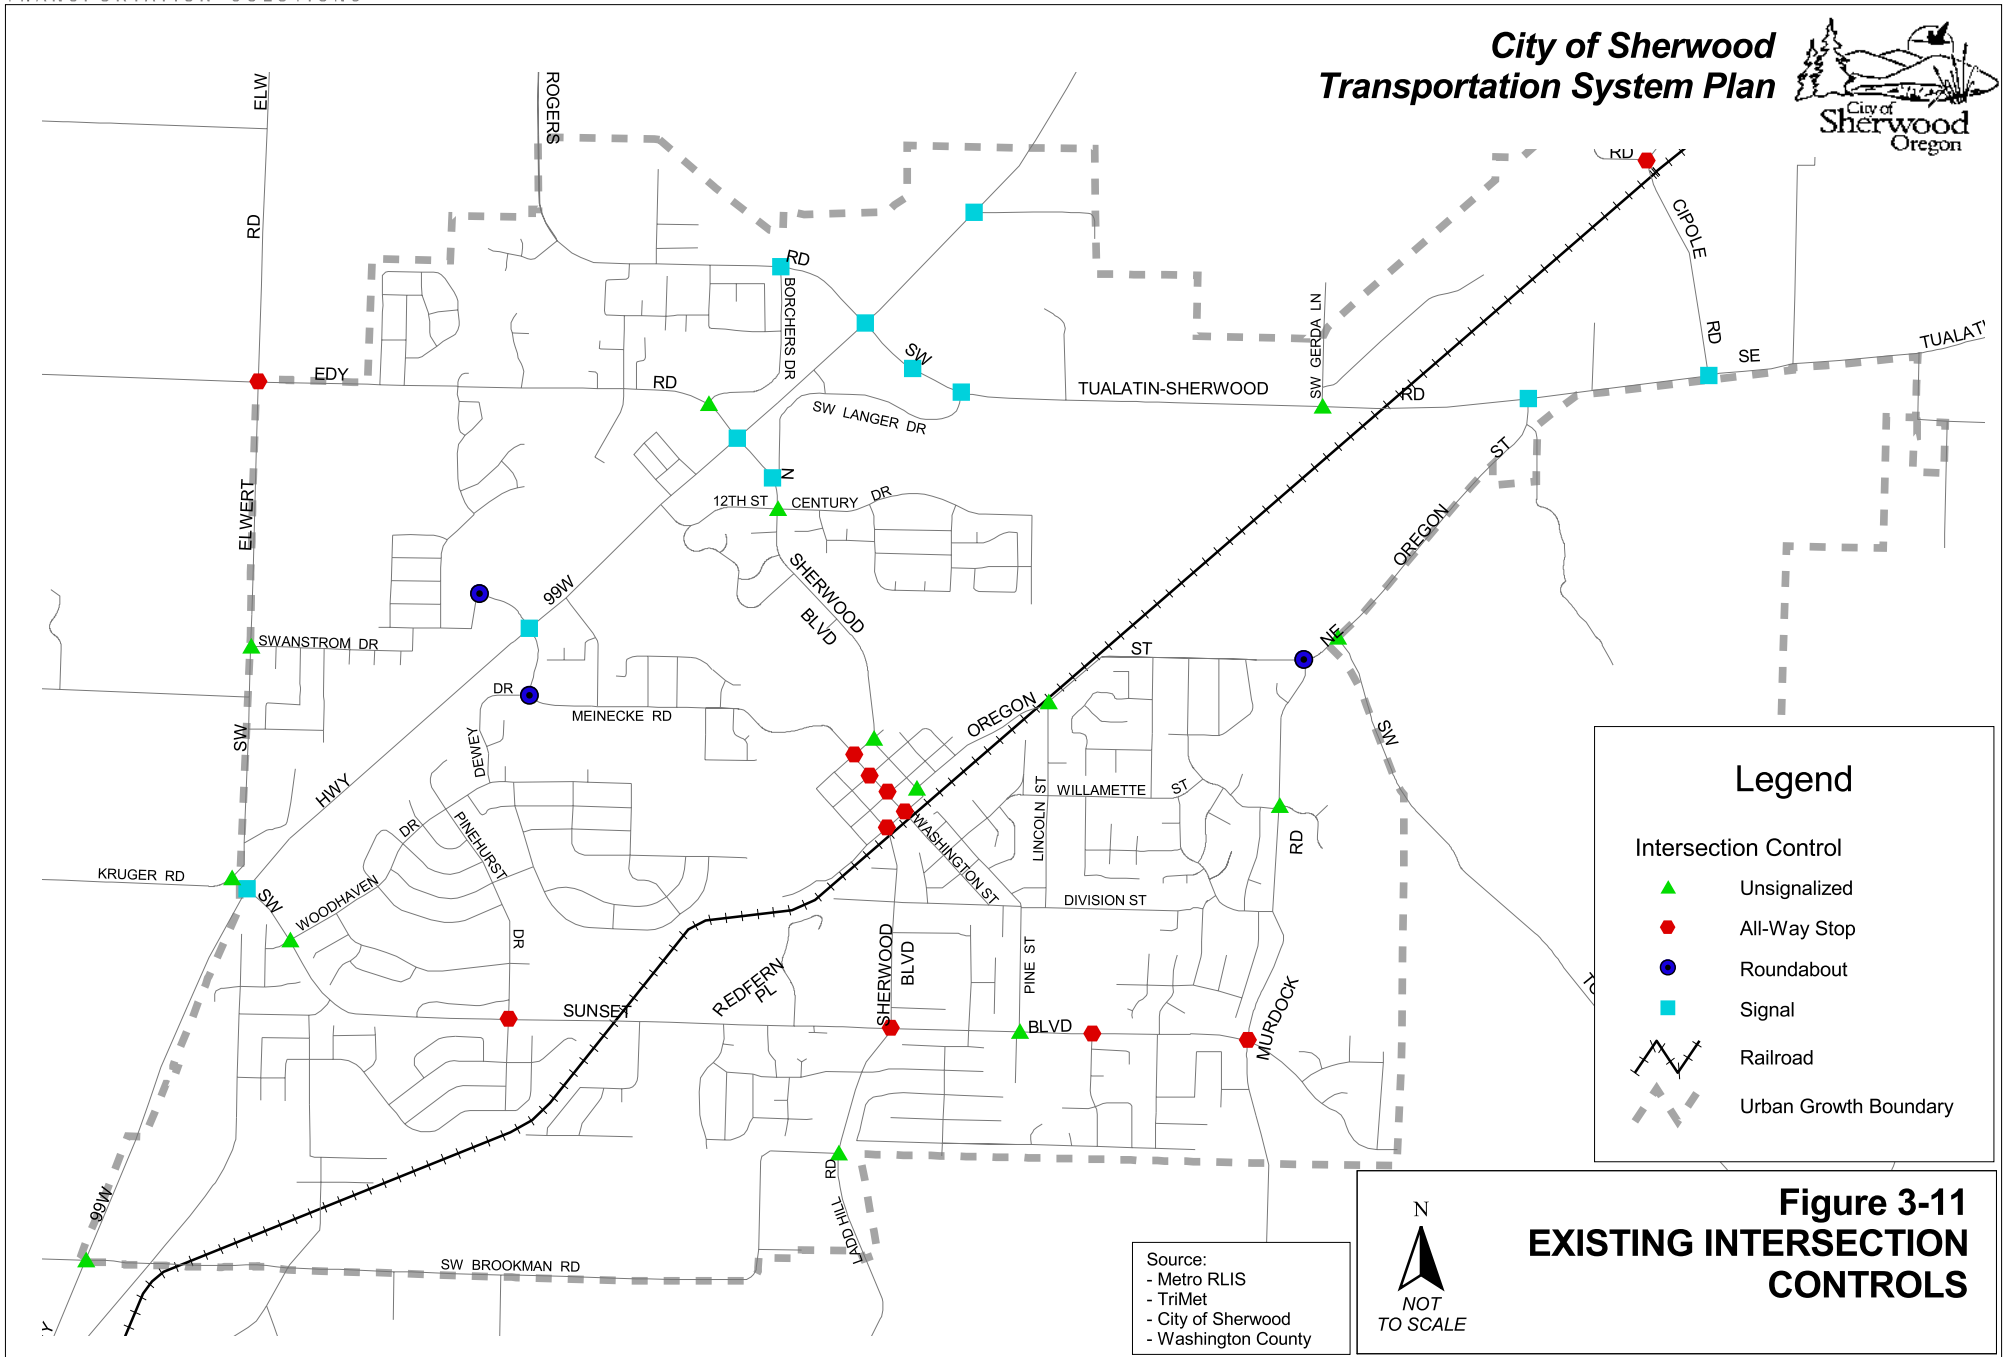 TRANSPORTATION SOLUTIONS
City of Sherwood
Transportation System Plan
City of
Sherwood
Oregon
ELW
RD
ROGERS
RD
BORCHERS DR
SW
SW LANGER DR
TUALATIN-SHERWOOD
RD
SW GERDA LN
RD
CIPOLE
RD
SE
EDY
RD
ELWERT
SW
N
12TH ST
CENTURY
DR
SHERWOOD
BLVD
99W
OREGON
ST
SWANSTROM DR
DR
MEINECKE RD
DEWEY
HWY
OREGON
ST
NE
SW
WASHINGTON ST
LINCOLN ST
WILLAMETTE
ST
RD
KRUGER RD
SW
WOODHAVEN
DR
PINEHURST
DR
DIVISION ST
SUNSET
REDFERN
PL
SHERWOOD
BLVD
PINE ST
BLVD
MURDOCK
99W
SW BROOKMAN RD
RD
LADD HILL
Legend
Intersection Control
Unsignalized
All-Way Stop
Roundabout
Signal
Railroad
Urban Growth Boundary
Source:
- Metro RLIS
- TriMet
- City of Sherwood
- Washington County
N
NOT
TO SCALE
Figure 3-11
EXISTING INTERSECTION
CONTROLS